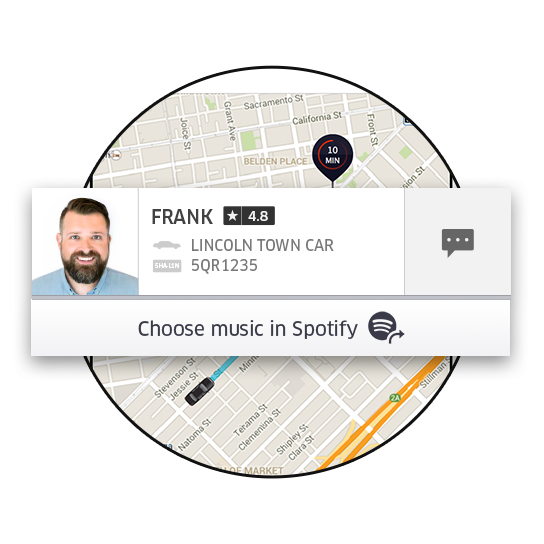 Sacramento St
Grant Ave
California St
Joice St
Front St
BELDEN PLACE
10
MIN
FRANK ★ 4.8
LINCOLN TOWN CAR
5QR1235
Choose music in Spotify
Stevenson St
Jessie St
Natoma St
Terama St
Clementina St
Shipley St
Clara St
Stillman
2A
OF MARKET